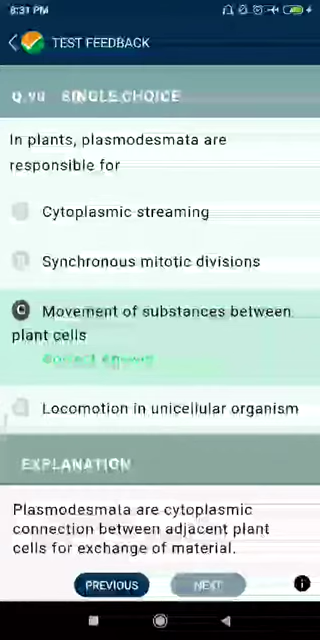 8:31 PM
TEST FEEDBACK
SINGLE CHOICE
In plants, plasmodesmata are
responsible for
Cytoplasmic streaming
Synchronous mitotic divisions
C Movement of substances between
plant cells
Correct Answer
Locomotion in unicellular organism
EXPLANATION
Plasmodesmata are cytoplasmic
connection between adjacent plant
cells for exchange of material.
PREVIOUS
NEXT